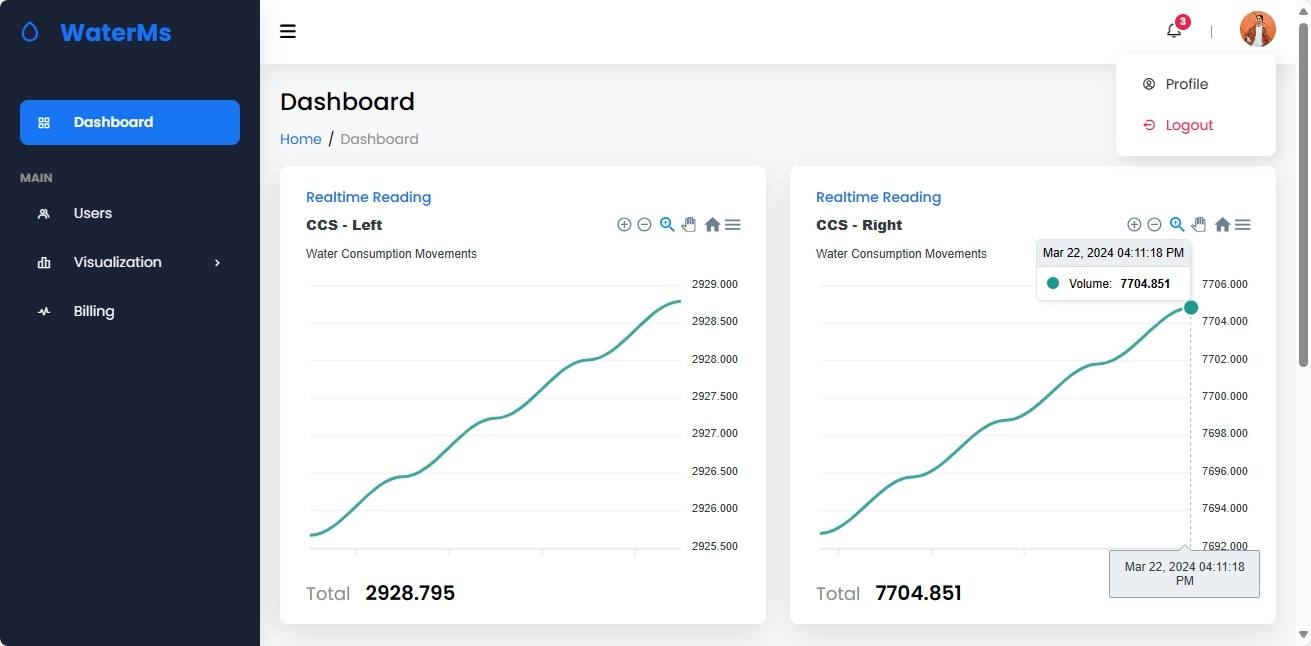 WaterMs
3
Profile
Logout
Dashboard
MAIN
Users
Visualization
Billing
Dashboard
Home / Dashboard
Realtime Reading
CCS - Left
Water Consumption Movements
2929.000
2928.500
2928.000
2927.500
2927.000
2926.500
2926.000
2925.500
Total 2928.795
Realtime Reading
CCS - Right
Water Consumption Movements
Mar 22, 2024 04:11:18 PM
Volume: 7704.851
7706.000
7704.000
7702.000
7700.000
7698.000
7696.000
7694.000
7692.000
Mar 22, 2024 04:11:18
PM
Total 7704.851